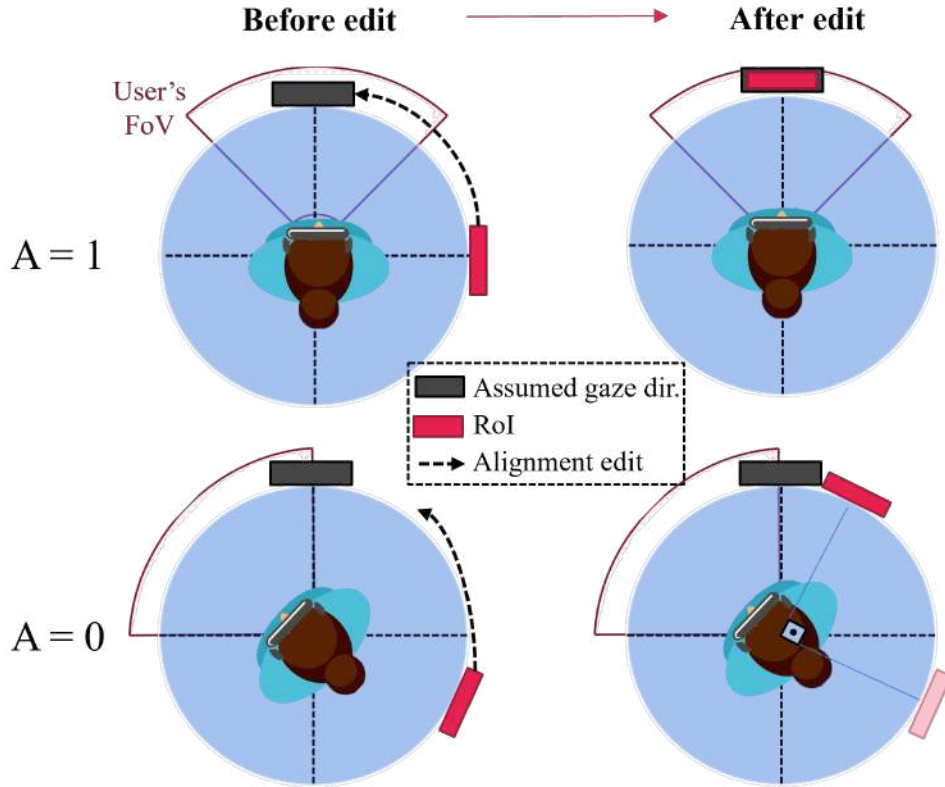 Before edit
After edit
User's
FoV
A = 1
Assumed gaze dir.
RoI
Alignment edit
A = 0